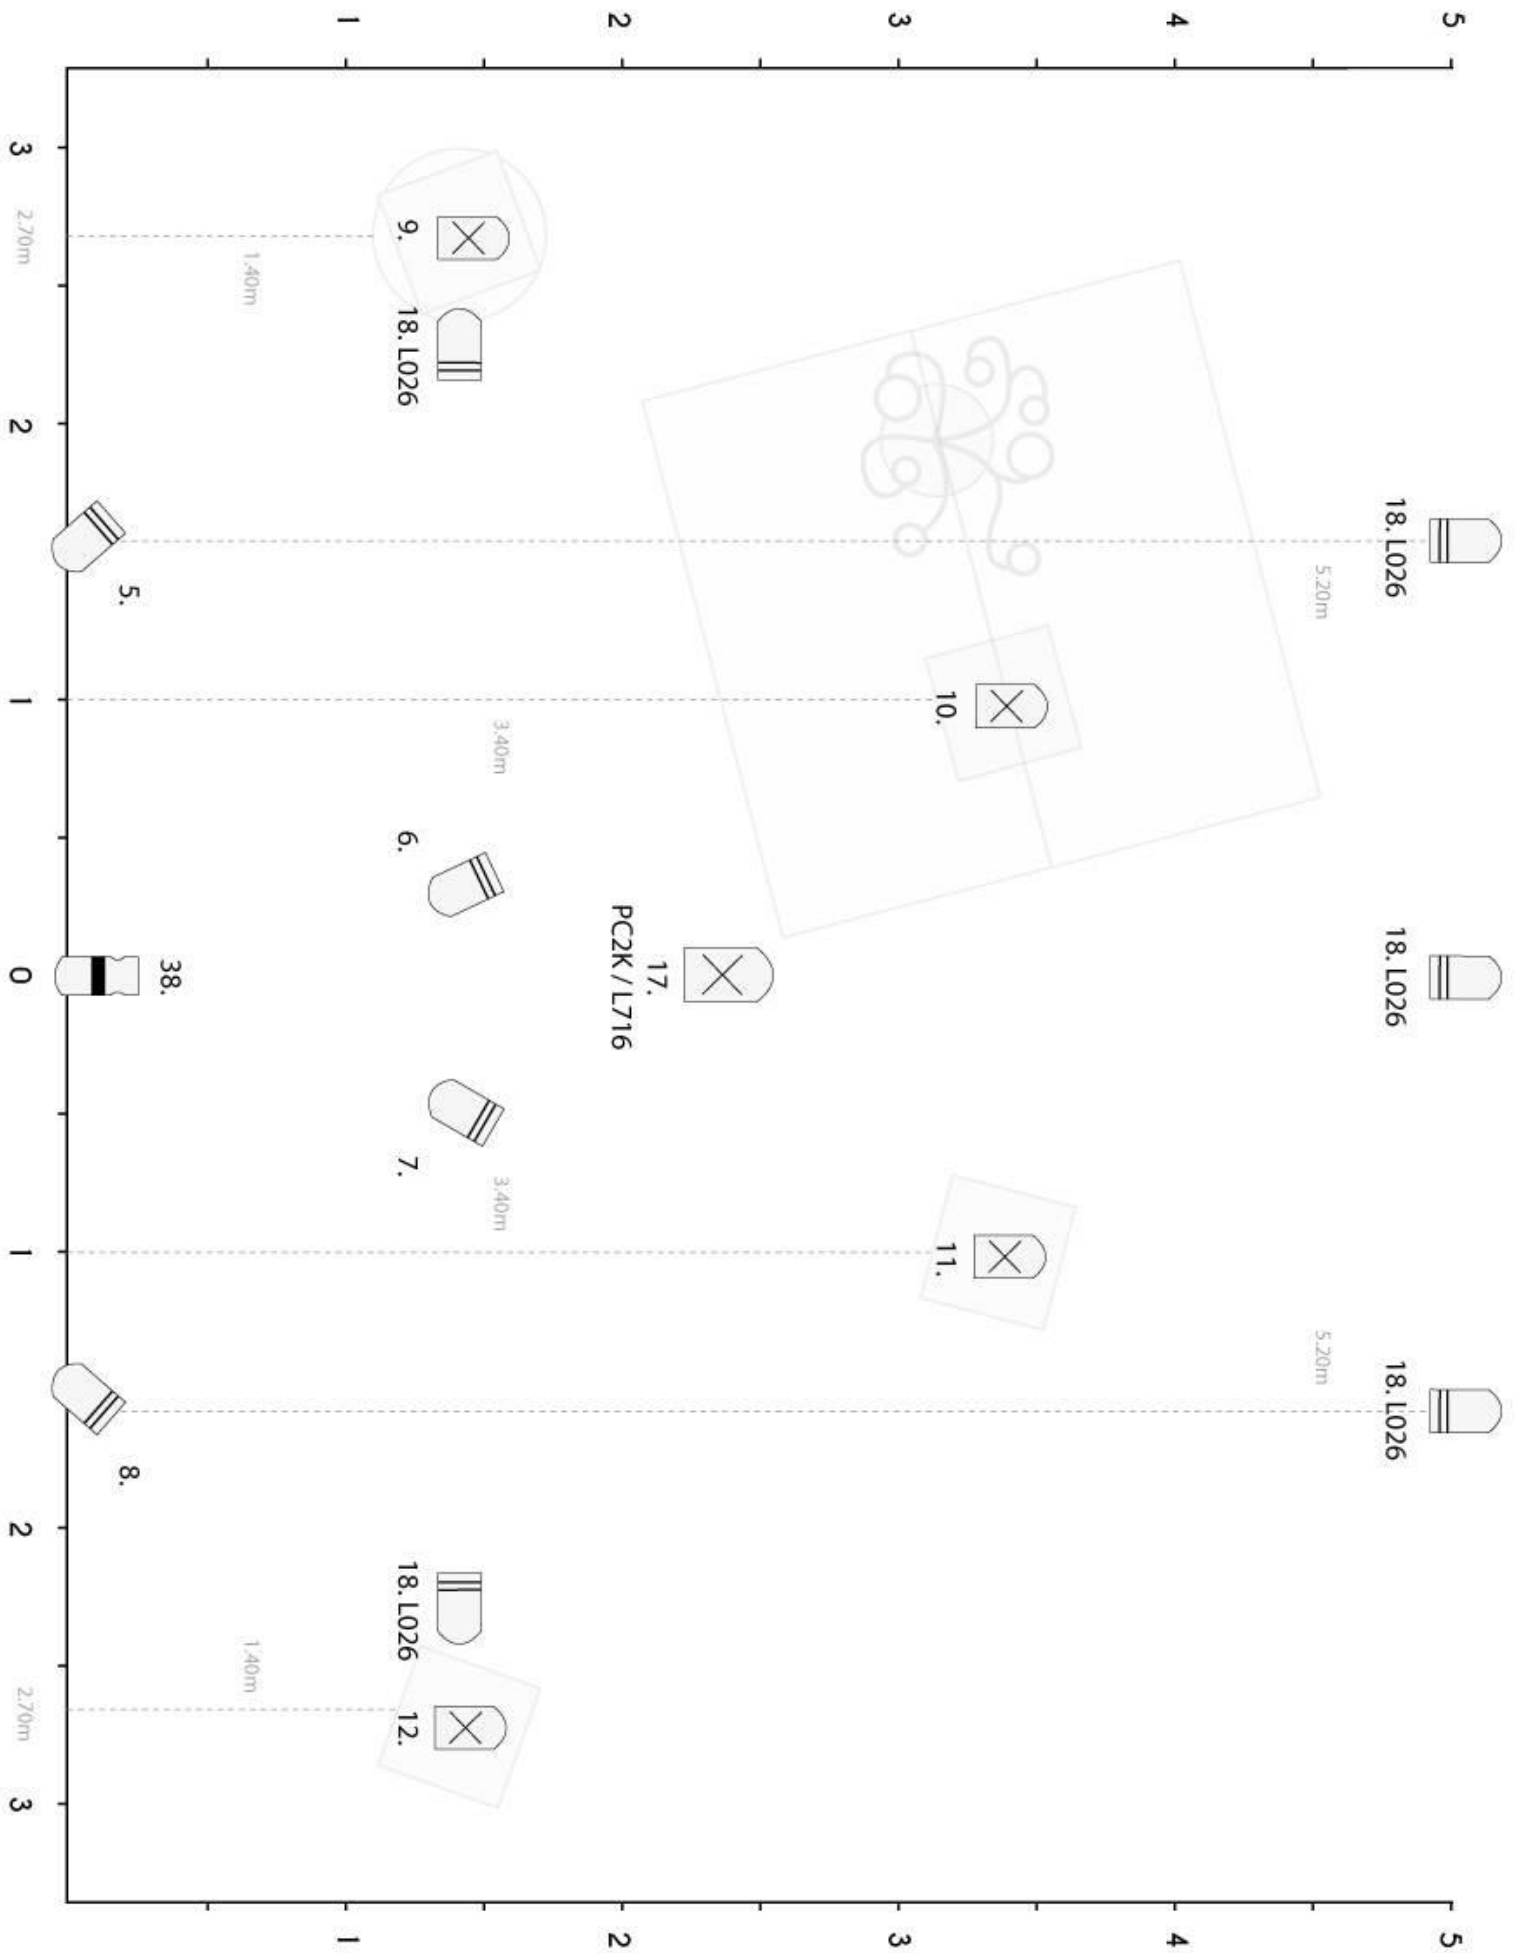 5 5
18. L026 18. L026 18. L026
5.20m 5.20m
4 4
10. 11.
3 3
17.
PC2K / L716
2 2
3.40m 3.40m
9. 18. L026 6. 7. 18. L026 12.
1 1
1.40m 1.40m
38.
5. 8.
3 2.70m 2 1 0 1 2 2.70m 3